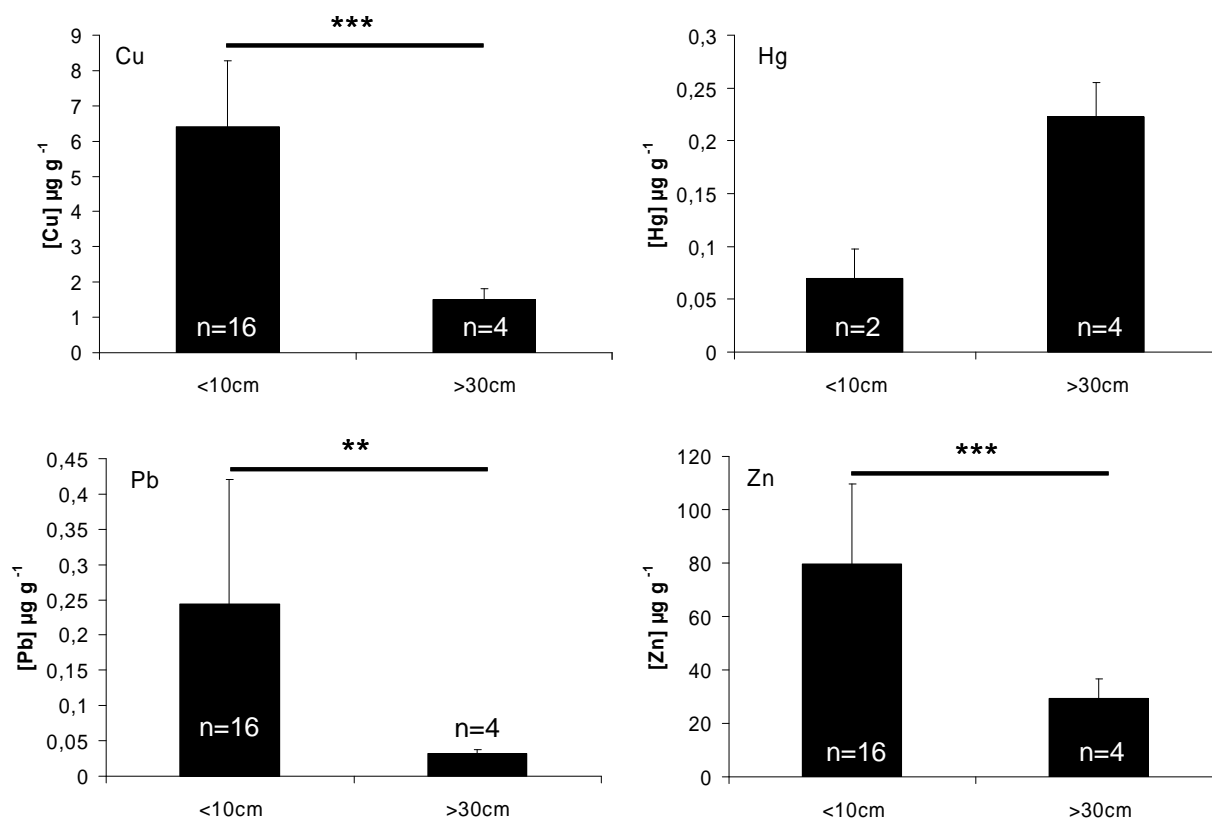 Cu
***
[Cu] µg g⁻¹
9
8
7
6
5
4
3
2
1
0
n=16
n=4
<10cm
>30cm
Hg
[Hg] µg g⁻¹
0,3
0,25
0,2
0,15
0,1
0,05
0
n=2
n=4
<10cm
>30cm
Pb
**
[Pb] µg g⁻¹
0,45
0,4
0,35
0,3
0,25
0,2
0,15
0,1
0,05
0
n=16
n=4
<10cm
>30cm
Zn
***
[Zn] µg g⁻¹
120
100
80
60
40
20
0
n=16
n=4
<10cm
>30cm